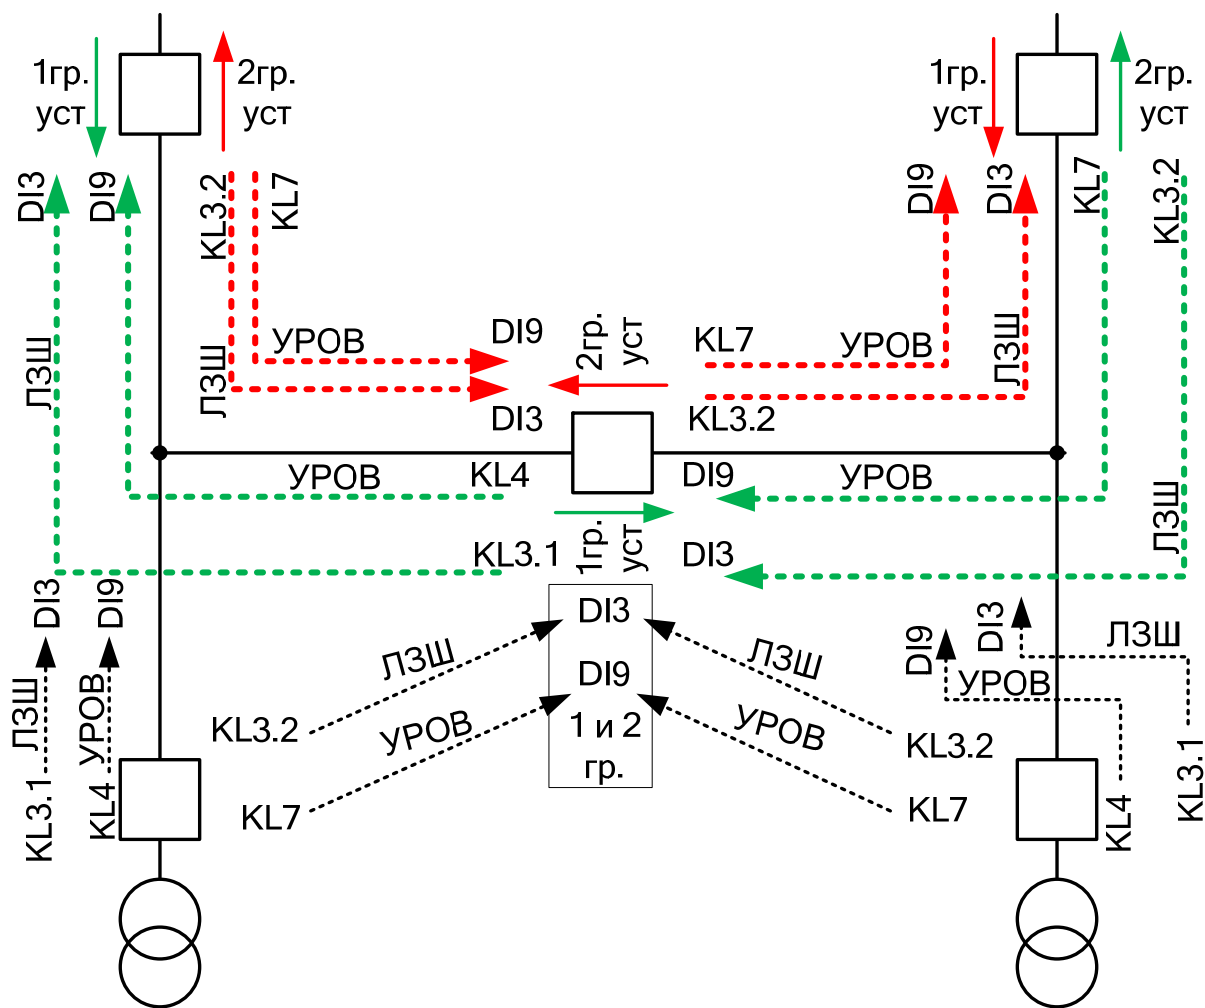 1гр.
уст
2гр.
уст
1гр.
уст
2гр.
уст
DI3
DI9
KL3.2
KL7
DI9
DI3
KL7
KL3.2
ЛЗШ
ЛЗШ
УРОВ
DI9
DI3
2гр.
уст
KL7
KL3.2
УРОВ
ЛЗШ
УРОВ
KL4
DI9
УРОВ
KL3.1
1гр.
уст
DI3
ЛЗШ
DI3
DI9
ЛЗШ
УРОВ
KL3.1
KL4
ЛЗШ
УРОВ
KL3.2
KL7
DI3
DI9
1 и 2
гр.
ЛЗШ
УРОВ
KL3.2
KL7
DI9
DI3
УРОВ
ЛЗШ
KL4
KL3.1